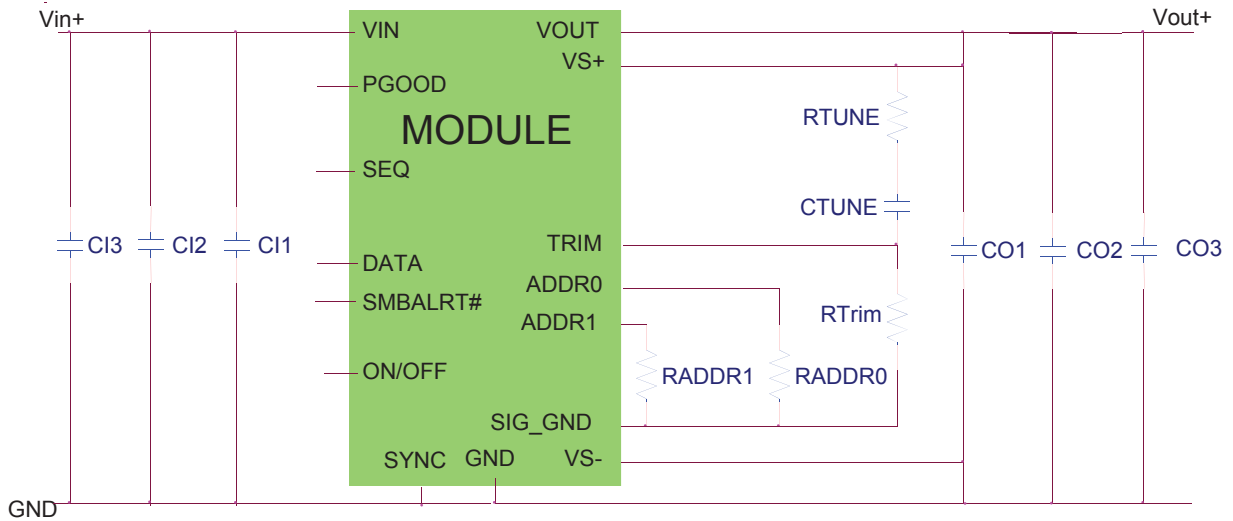 Vin+
VIN
VOUT
Vout+
VS+
PGOOD
MODULE
RTUNE
SEQ
CTUNE
CI3
CI2
CI1
TRIM
CO1
CO2
CO3
DATA
ADDR0
SMBALRT#
RTrim
ADDR1
ON/OFF
RADDR1
RADDR0
SIG_GND
SYNC
GND
VS-
GND